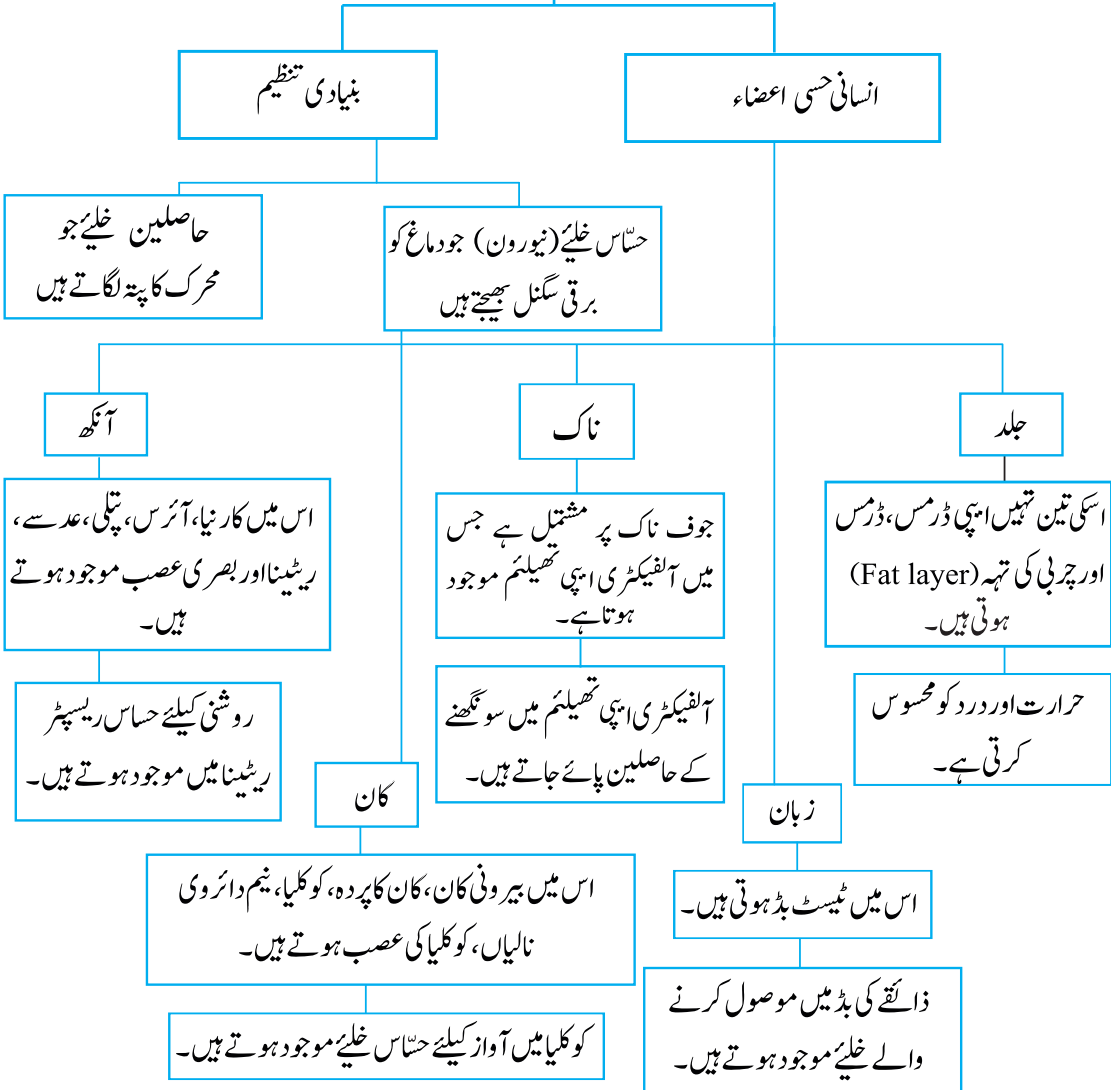 انسانی حسی اعضاء
بنیادی تنظیم
حسّاس خلیٔے (نیورون) جو دماغ کو
برقی سگنل بھیجتے ہیں
حاصلین خلیٔے جو
محرک کا پتہ لگاتے ہیں
جلد
اسکی تین تہیں ایپی ڈرمس، ڈرمس
اور چربی کی تہہ (Fat layer)
ہوتی ہیں۔
حرارت اور درد کو محسوس
کرتی ہے۔
ناک
جوف ناک پر مشتمل ہے جس
میں آلفیکٹری ایپی تھیلئم موجود
ہوتا ہے۔
آلفیکٹری ایپی تھیلئم میں سونگھنے
کے حاصلین پائے جاتے ہیں۔
آنکھ
اس میں کارنیا، آئرس، پتلی، عدسے،
ریٹینا اور بصری عصب موجود ہوتے
ہیں۔
روشنی کیلئے حساس ریسپٹر
ریٹینا میں موجود ہوتے ہیں۔
زبان
اس میں ٹیسٹ بڈ ہوتی ہیں۔
ذائقے کی بڈ میں موصول کرنے
والے خلیٔے موجود ہوتے ہیں۔
کان
اس میں بیرونی کان، کان کا پردہ، کوکلیا، نیم دائروی
نالیاں، کوکلیا کی عصب ہوتے ہیں۔
کوکلیا میں آواز کیلئے حسّاس خلیٔے موجود ہوتے ہیں۔